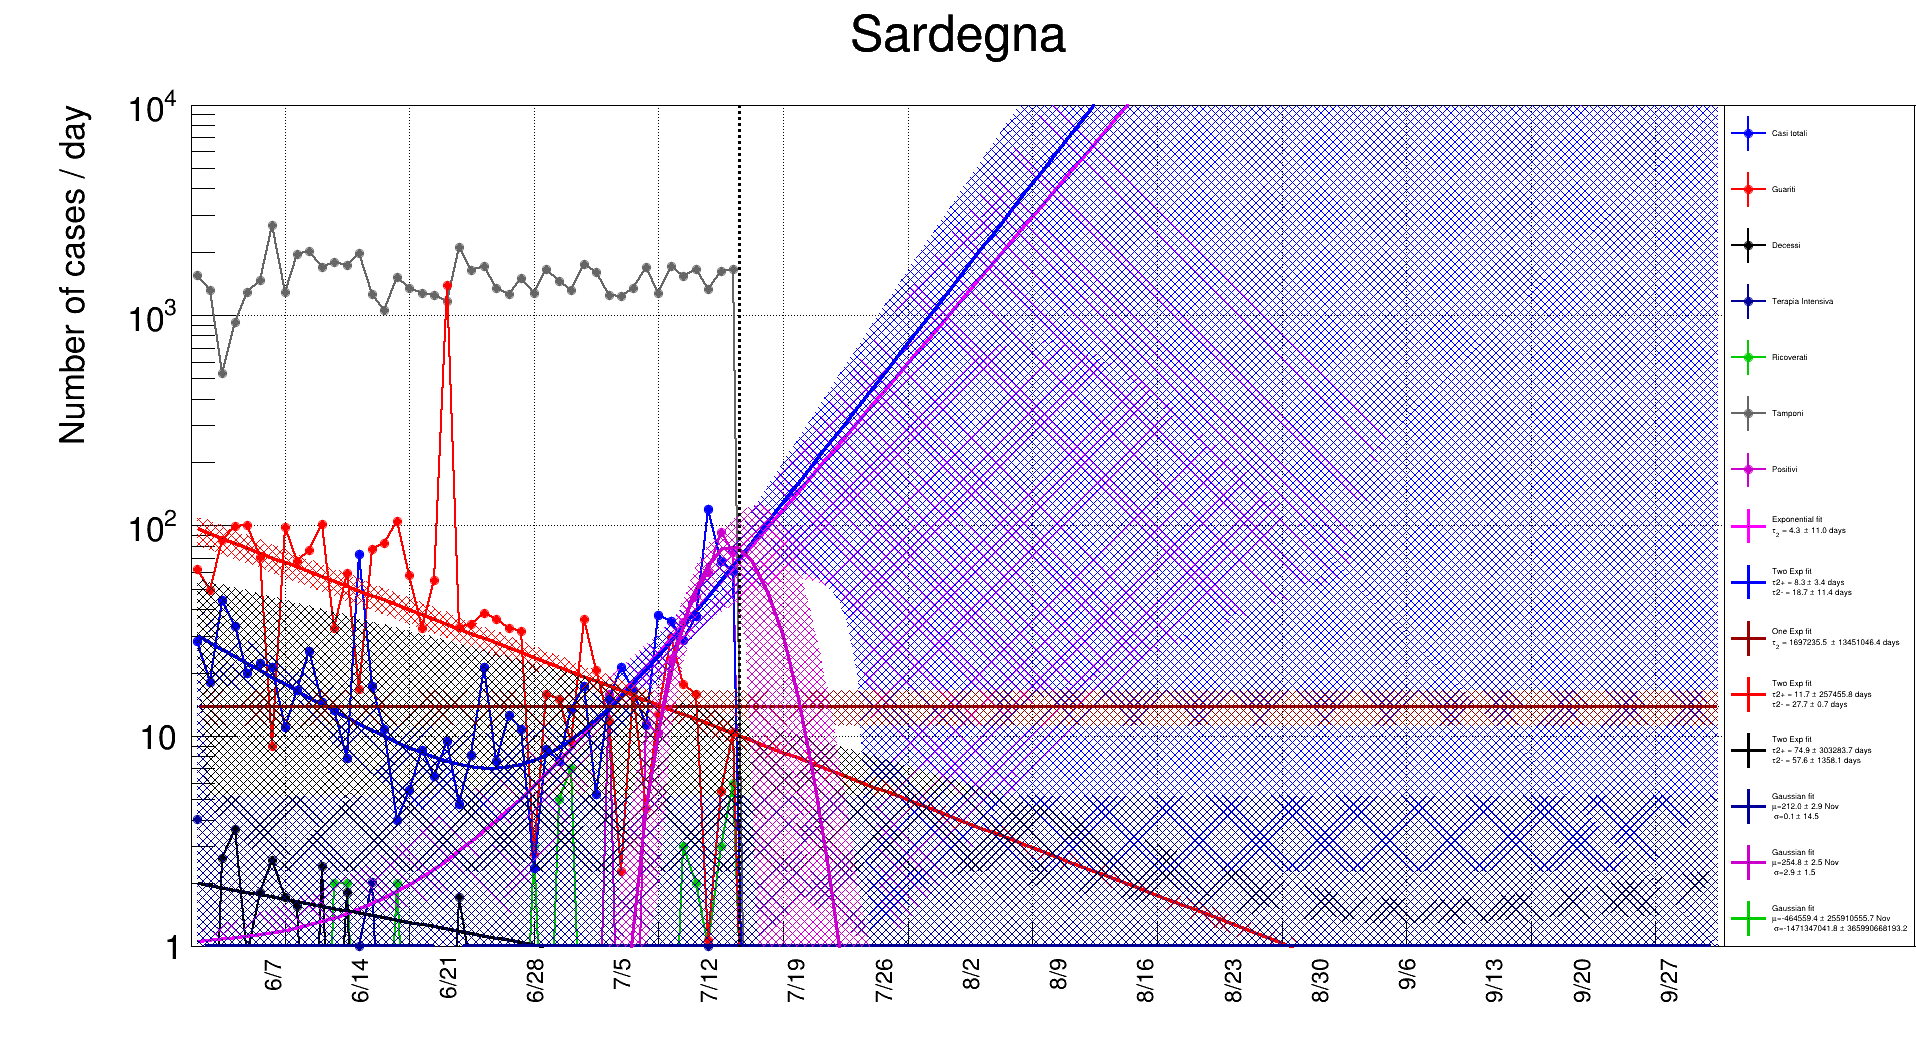 Sardegna
Number of cases / day
10^4
10^3
10^2
10
1
6/7
6/14
6/21
6/28
7/5
7/12
7/19
7/26
8/2
8/9
8/16
8/23
8/30
9/6
9/13
9/20
9/27
Casi totali
Guariti
Decessi
Terapia Intensiva
Ricoverati
Tamponi
Positivi
Exponential fit
τ_2 = 4.3 ± 11.0 days
Two Exp fit
τ2+ = 8.3 ± 3.4 days
τ2- = 18.7 ± 11.4 days
One Exp fit
τ_2 = 1697235.5 ± 13451046.4 days
Two Exp fit
τ2+ = 11.7 ± 257455.8 days
τ2- = 27.7 ± 0.7 days
Two Exp fit
τ2+ = 74.9 ± 303283.7 days
τ2- = 57.6 ± 1358.1 days
Gaussian fit
μ=212.0 ± 2.9 Nov
σ=0.1 ± 14.5
Gaussian fit
μ=254.8 ± 2.5 Nov
σ=2.9 ± 1.5
Gaussian fit
μ=-464559.4 ± 255910555.7 Nov
σ=-1471347041.8 ± 365990668193.2